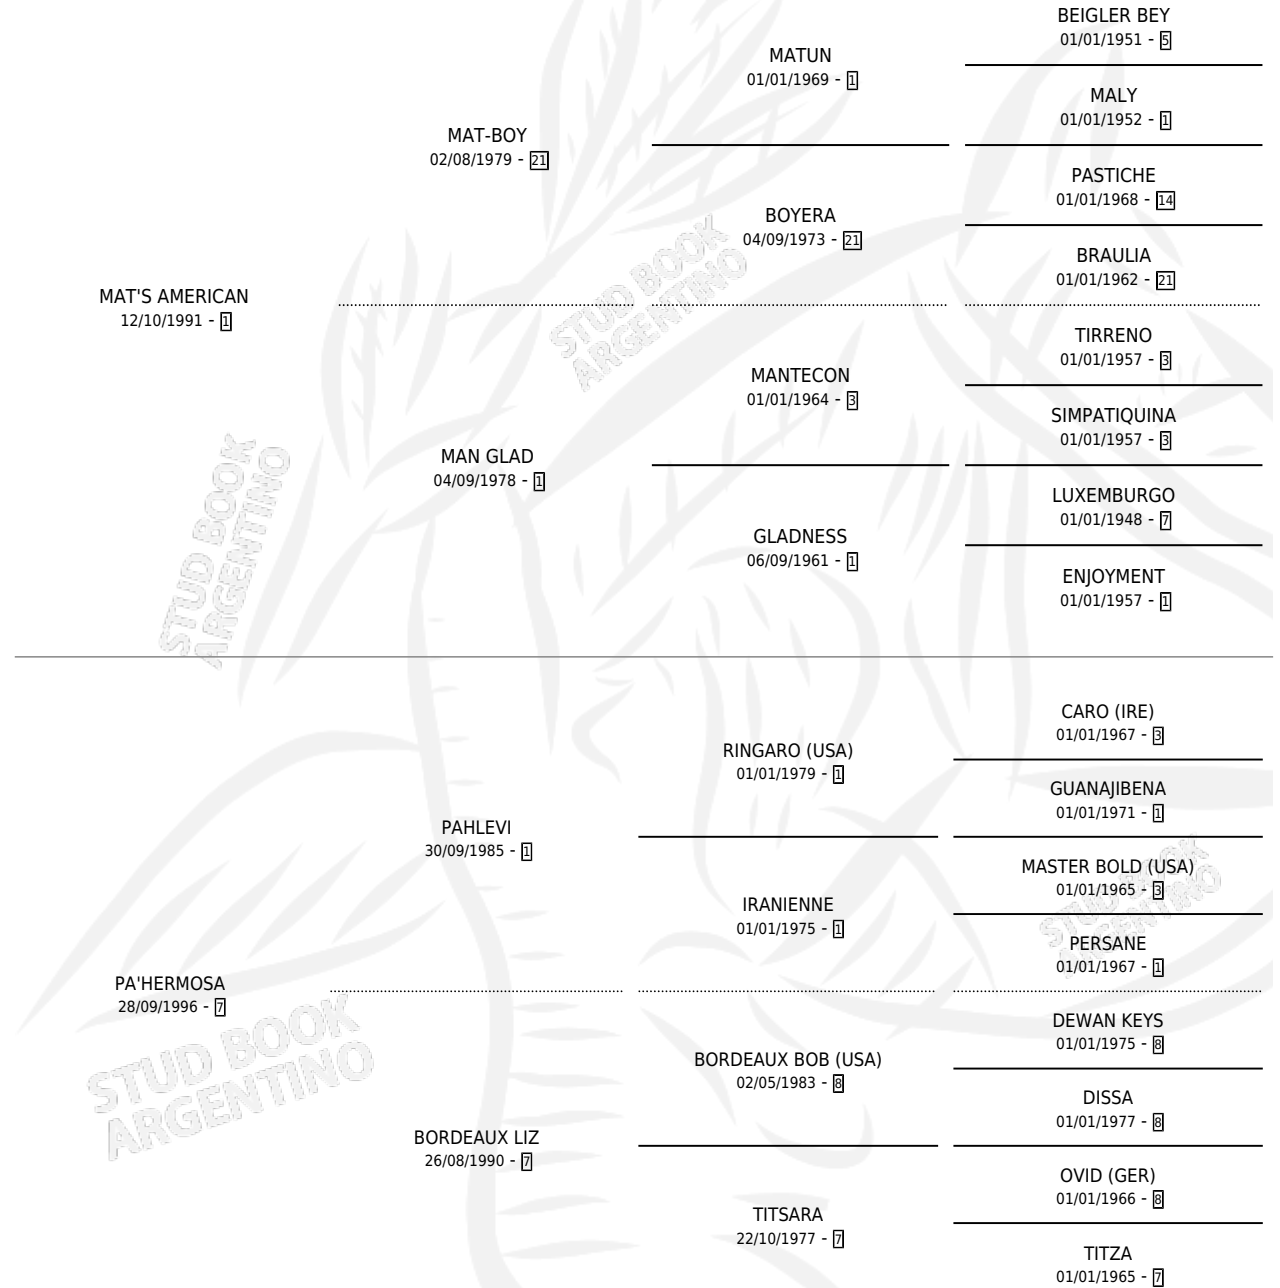 BEIGLER BEY
01/01/1951 - 5
MATUN
01/01/1969 - 1
MALY
01/01/1952 - 1
MAT-BOY
02/08/1979 - 21
PASTICHE
01/01/1968 - 14
BOYERA
04/09/1973 - 21
BRAULIA
01/01/1962 - 21
MAT'S AMERICAN
12/10/1991 - 1
TIRRENO
01/01/1957 - 3
MANTECON
01/01/1964 - 3
SIMPATIQUINA
01/01/1957 - 3
MAN GLAD
04/09/1978 - 1
LUXEMBURGO
01/01/1948 - 7
GLADNESS
06/09/1961 - 1
ENJOYMENT
01/01/1957 - 1
STUD BOOK
ARGENTINO
STUD BOOK
ARGENTINO
CARO (IRE)
01/01/1967 - 3
RINGARO (USA)
01/01/1979 - 1
GUANAJIBENA
01/01/1971 - 1
PAHLEVI
30/09/1985 - 1
MASTER BOLD (USA)
01/01/1965 - 3
IRANIENNE
01/01/1975 - 1
PERSANE
01/01/1967 - 1
STUD BOOK
ARGENTINO
PA'HERMOSA
28/09/1996 - 7
DEWAN KEYS
01/01/1975 - 8
BORDEAUX BOB (USA)
02/05/1983 - 8
DISSA
01/01/1977 - 8
BORDEAUX LIZ
26/08/1990 - 7
OVID (GER)
01/01/1966 - 8
TITSARA
22/10/1977 - 7
TITZA
01/01/1965 - 7
STUD BOOK
ARGENTINO